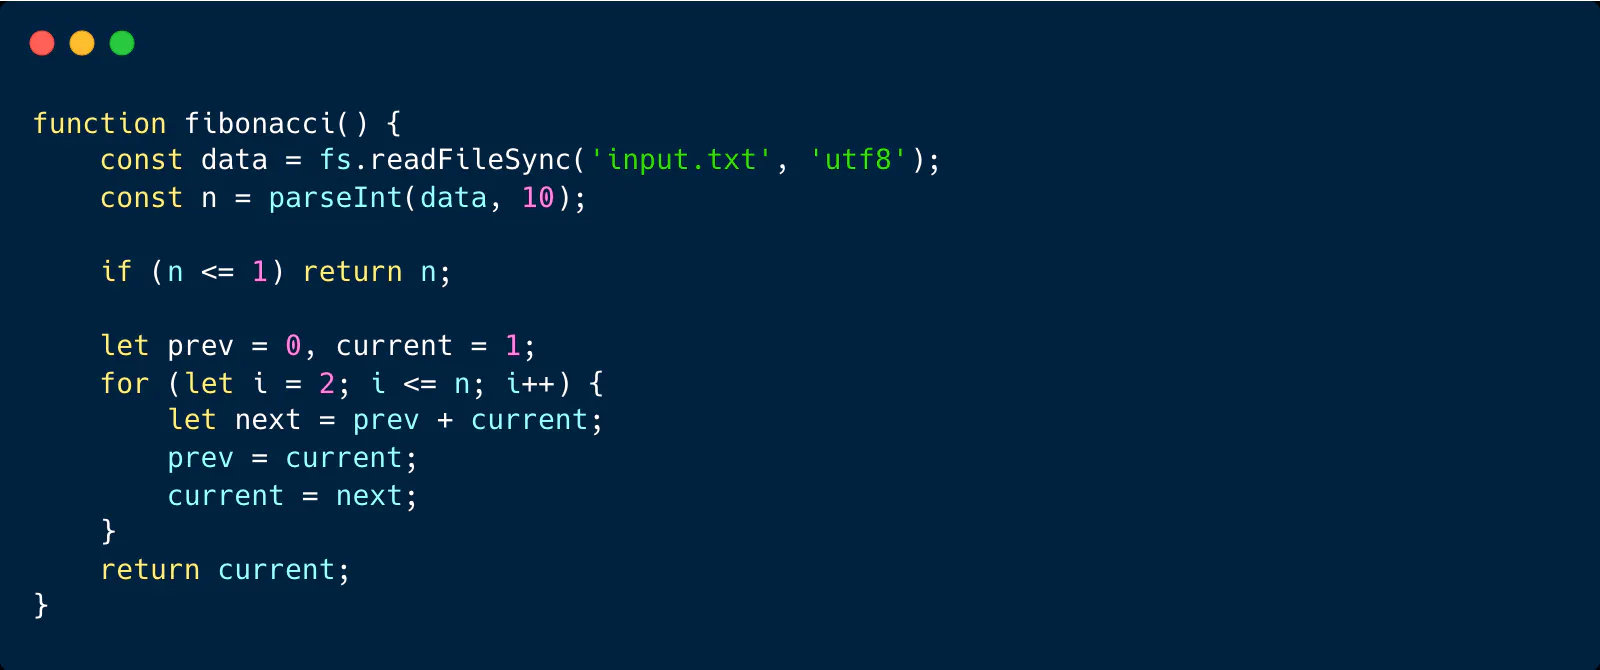 function fibonacci() {
    const data = fs.readFileSync('input.txt', 'utf8');
    const n = parseInt(data, 10);

    if (n <= 1) return n;

    let prev = 0, current = 1;
    for (let i = 2; i <= n; i++) {
        let next = prev + current;
        prev = current;
        current = next;
    }
    return current;
}